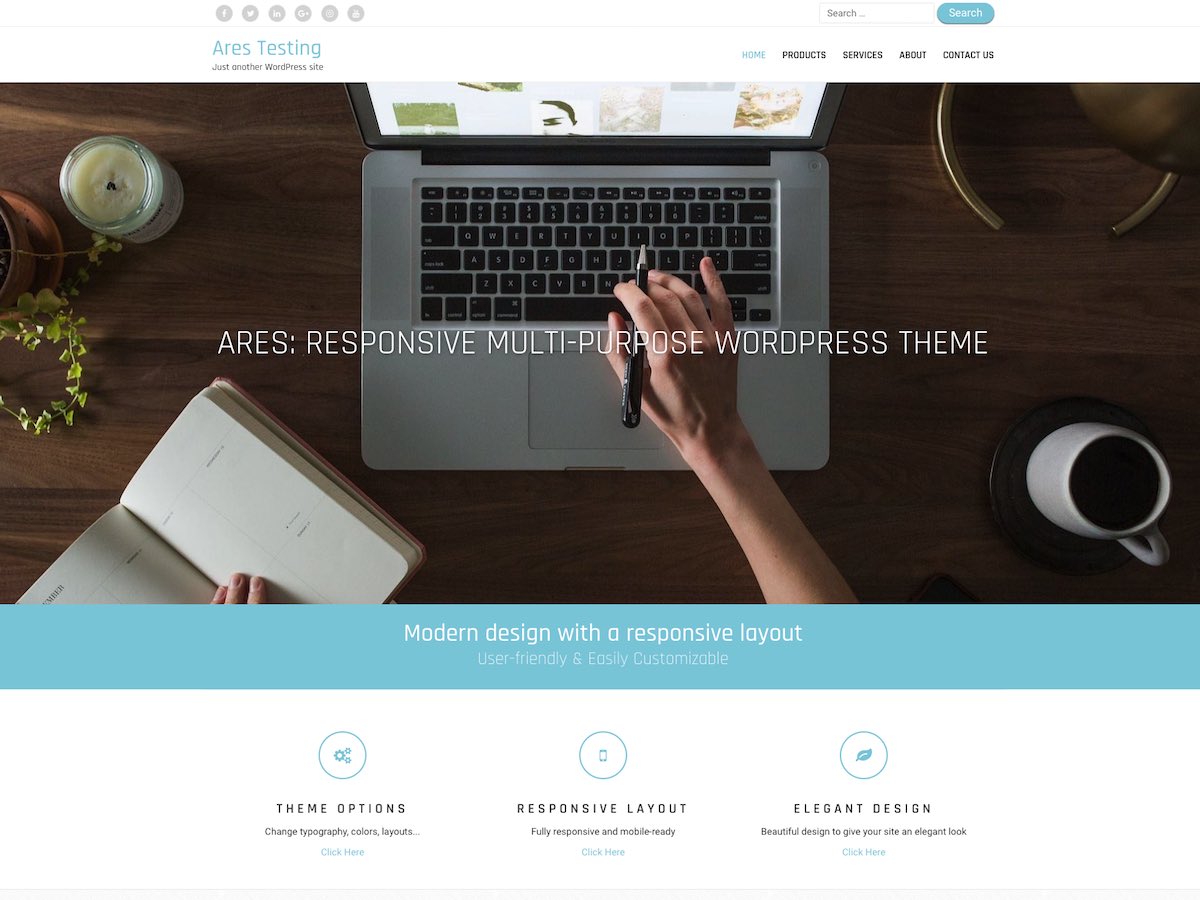 Search ...
Search
Ares Testing
Just another WordPress site
HOME PRODUCTS SERVICES ABOUT CONTACT US
ARES: RESPONSIVE MULTI-PURPOSE WORDPRESS THEME
Modern design with a responsive layout
User-friendly & Easily Customizable
THEME OPTIONS
Change typography, colors, layouts...
Click Here
RESPONSIVE LAYOUT
Fully responsive and mobile-ready
Click Here
ELEGANT DESIGN
Beautiful design to give your site an elegant look
Click Here